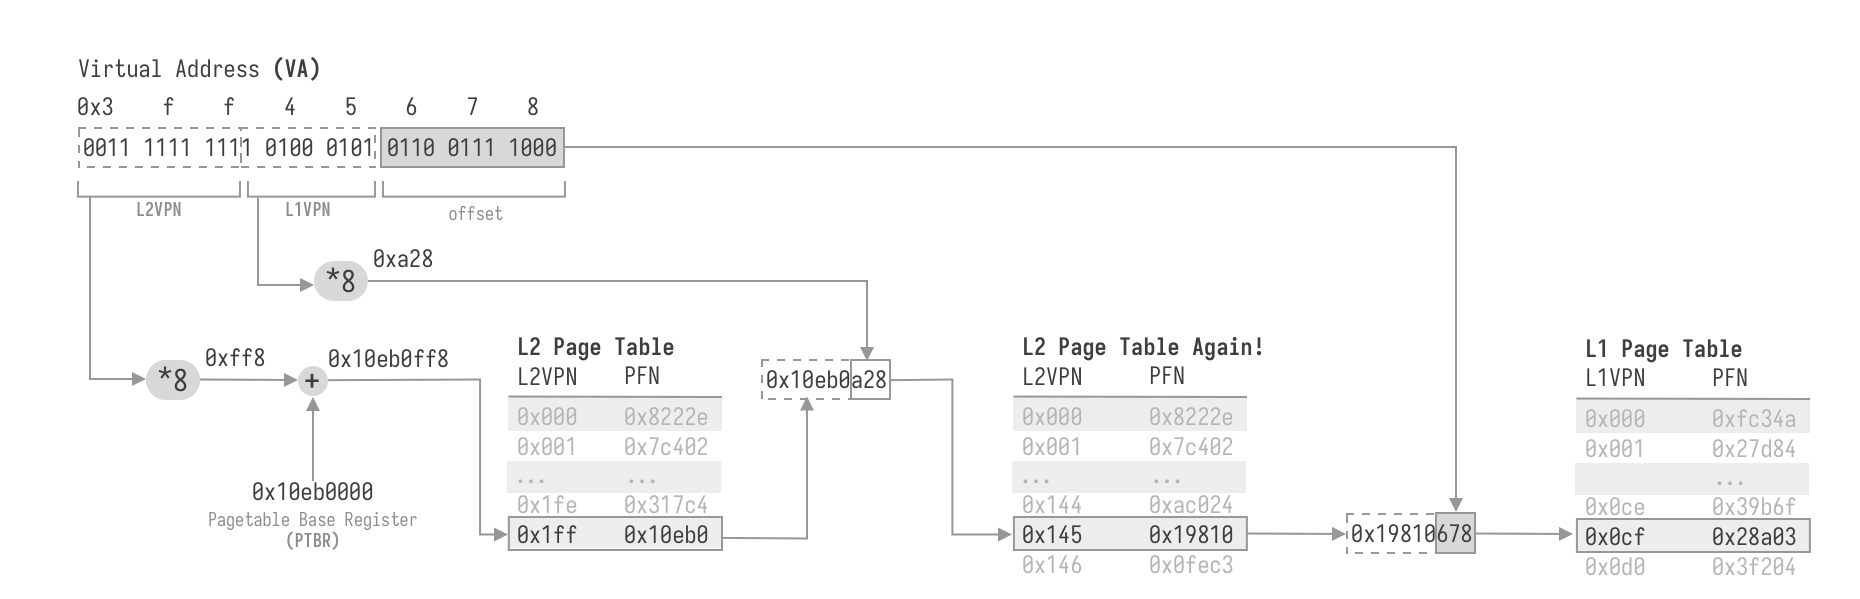 Virtual Address (VA)
0x3 f f 4 5 6 7 8
0011 1111 1111 0100 0101 0110 0111 1000
L2VPN L1VPN offset
*8 0xa28
*8 0xff8 + 0x10eb0ff8
0x10eb0000
Pagetable Base Register
(PTBR)
L2 Page Table
L2VPN PFN
0x000 0x8222e
0x001 0x7c402
... ...
0x1fe 0x317c4
0x1ff 0x10eb0
0x10eb0a28
L2 Page Table Again!
L2VPN PFN
0x000 0x8222e
0x001 0x7c402
... ...
0x144 0xac024
0x145 0x19810
0x146 0x0fec3
0x19810678
L1 Page Table
L1VPN PFN
0x000 0xfc34a
0x001 0x27d84
...
0x0ce 0x39b6f
0x0cf 0x28a03
0x0d0 0x3f204